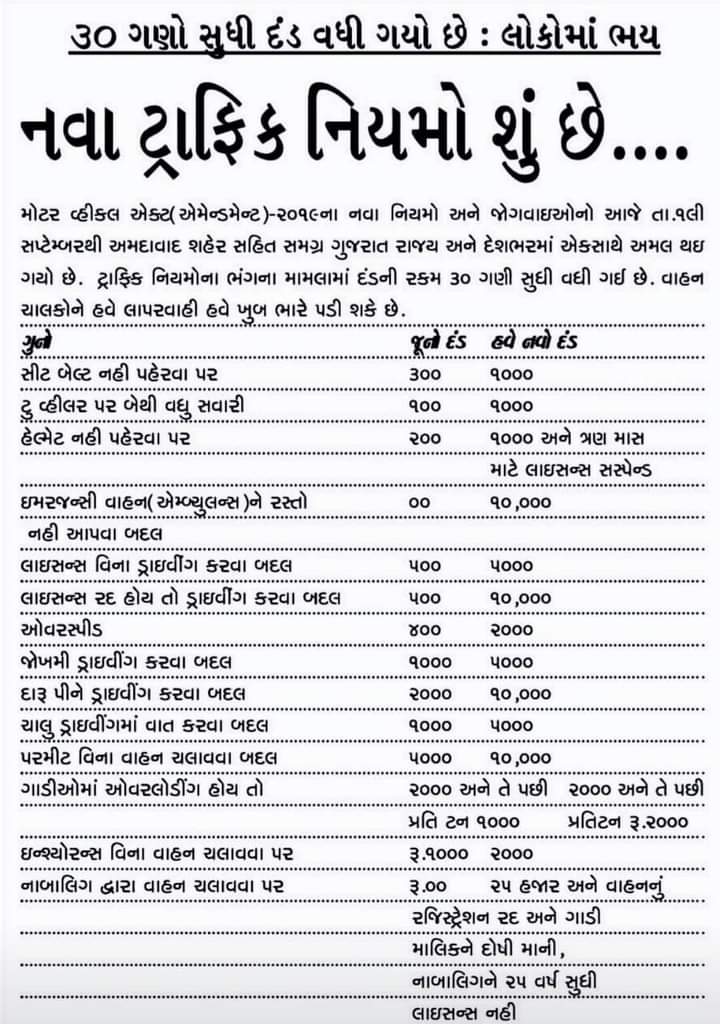 ૩૦ ગણો સુધી દંડ વધી ગયો છે : લોકોમાં ભય
નવા ટ્રાફિક નિયમો શું છે....
મોટર વ્હીકલ એક્ટ(એમેન્ડમેન્ટ)-૨૦૧૯ના નવા નિયમો અને જોગવાઇઓનો આજે તા.૧લી
સપ્ટેમ્બરથી અમદાવાદ શહેર સહિત સમગ્ર ગુજરાત રાજય અને દેશભરમાં એકસાથે અમલ થઇ
ગયો છે. ટ્રાફિક નિયમોના ભંગના મામલામાં દંડની રકમ ૩૦ ગણી સુધી વધી ગઈ છે. વાહન
ચાલકોને હવે લાપરવાહી હવે ખુબ ભારે પડી શકે છે.
ગુનો જૂનો દંડ હવે નવો દંડ
સીટ બેલ્ટ નહી પહેરવા પર ૩૦૦ ૧૦૦૦
ટુ વ્હીલર પર બેથી વધુ સવારી ૧૦૦ ૧૦૦૦
હેલ્મેટ નહી પહેરવા પર ૨૦૦ ૧૦૦૦ અને ત્રણ માસ
માટે લાઇસન્સ સસ્પેન્ડ
ઇમરજન્સી વાહન(એમ્બ્યુલન્સ)ને રસ્તો ૦૦ ૧૦,૦૦૦
નહી આપવા બદલ
લાઇસન્સ વિના ડ્રાઇવીંગ કરવા બદલ ૫૦૦ ૫૦૦૦
લાઇસન્સ રદ હોય તો ડ્રાઇવીંગ કરવા બદલ ૫૦૦ ૧૦,૦૦૦
ઓવરસ્પીડ ૪૦૦ ૨૦૦૦
જોખમી ડ્રાઇવીંગ કરવા બદલ ૧૦૦૦ ૫૦૦૦
દારૂ પીને ડ્રાઇવીંગ કરવા બદલ ૨૦૦૦ ૧૦,૦૦૦
ચાલુ ડ્રાઇવીંગમાં વાત કરવા બદલ ૧૦૦૦ ૫૦૦૦
પરમીટ વિના વાહન ચલાવવા બદલ ૫૦૦૦ ૧૦,૦૦૦
ગાડીઓમાં ઓવરલોડીંગ હોય તો ૨૦૦૦ અને તે પછી ૨૦૦૦ અને તે પછી
પ્રતિ ટન ૧૦૦૦ પ્રતિટન રૂ.૨૦૦૦
ઇન્શ્યોરન્સ વિના વાહન ચલાવવા પર રૂ.૧૦૦૦ ૨૦૦૦
નાબાલિગ દ્વારા વાહન ચલાવવા પર રૂ.૦૦ ૨૫ હજાર અને વાહનનું
રજિસ્ટ્રેશન રદ અને ગાડી
માલિકને દોષી માની,
નાબાલિગને ૨૫ વર્ષ સુધી
લાઇસન્સ નહી